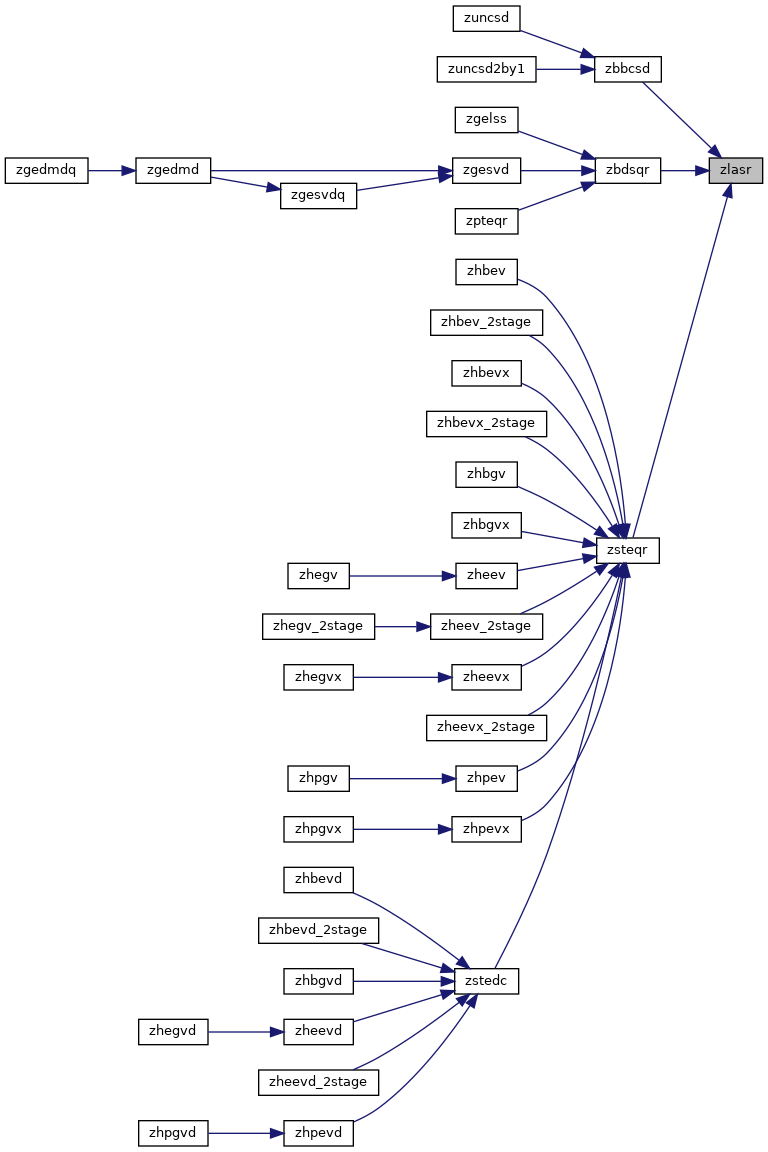 zuncsd
zuncsd2by1
zbbcsd
zgelss
zgedmdq
zgedmd
zgesvd
zbdsqr
zlasr
zgesvdq
zpteqr
zhbev
zhbev_2stage
zhbevx
zhbevx_2stage
zhbgv
zhbgvx
zsteqr
zhegv
zheev
zhegv_2stage
zheev_2stage
zhegvx
zheevx
zheevx_2stage
zhpgv
zhpev
zhpgvx
zhpevx
zhbevd
zhbevd_2stage
zhbgvd
zstedc
zhegvd
zheevd
zheevd_2stage
zhpgvd
zhpevd